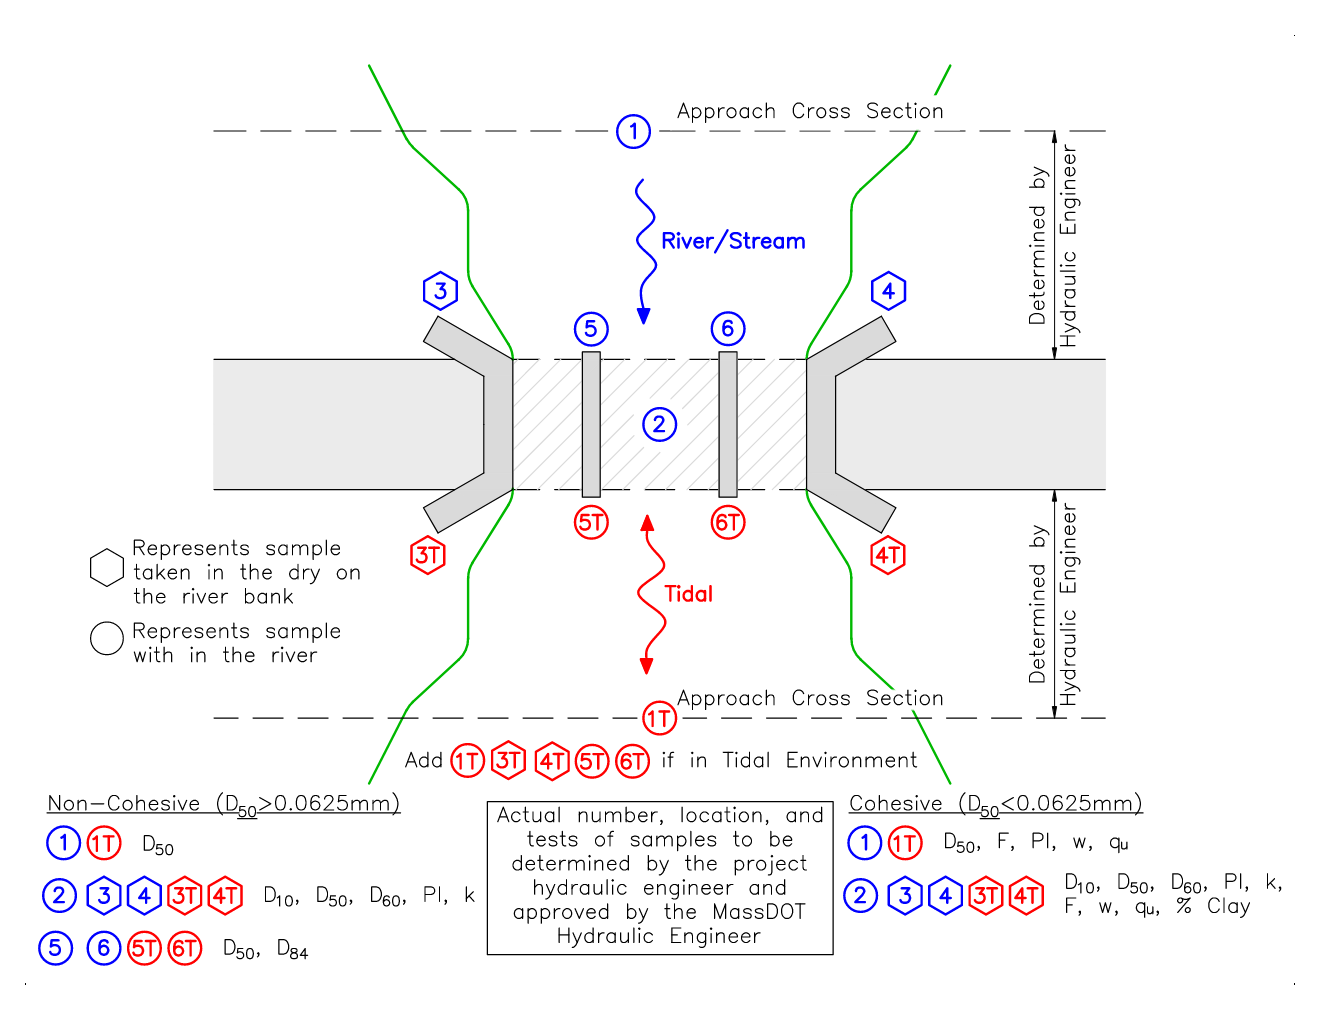 Approach Cross Section
1
Determined by
Hydraulic Engineer
River/Stream
3
4
5
6
2
5T
6T
3T
4T
Determined by
Hydraulic Engineer
Represents sample
taken in the dry on
the river bank
Represents sample
with in the river
Tidal
Approach Cross Section
1T
Add 1T 3T 4T 5T 6T if in Tidal Environment
Non-Cohesive (D50>0.0625mm)
1 1T D50
2 3 4 3T 4T D10, D50, D60, PI, k
5 6 5T 6T D50, D84
Actual number, location, and
tests of samples to be
determined by the project
hydraulic engineer and
approved by the MassDOT
Hydraulic Engineer
Cohesive (D50<0.0625mm)
1 1T D50, F, PI, w, qu
2 3 4 3T 4T D10, D50, D60, PI, k,
F, w, qu, % Clay